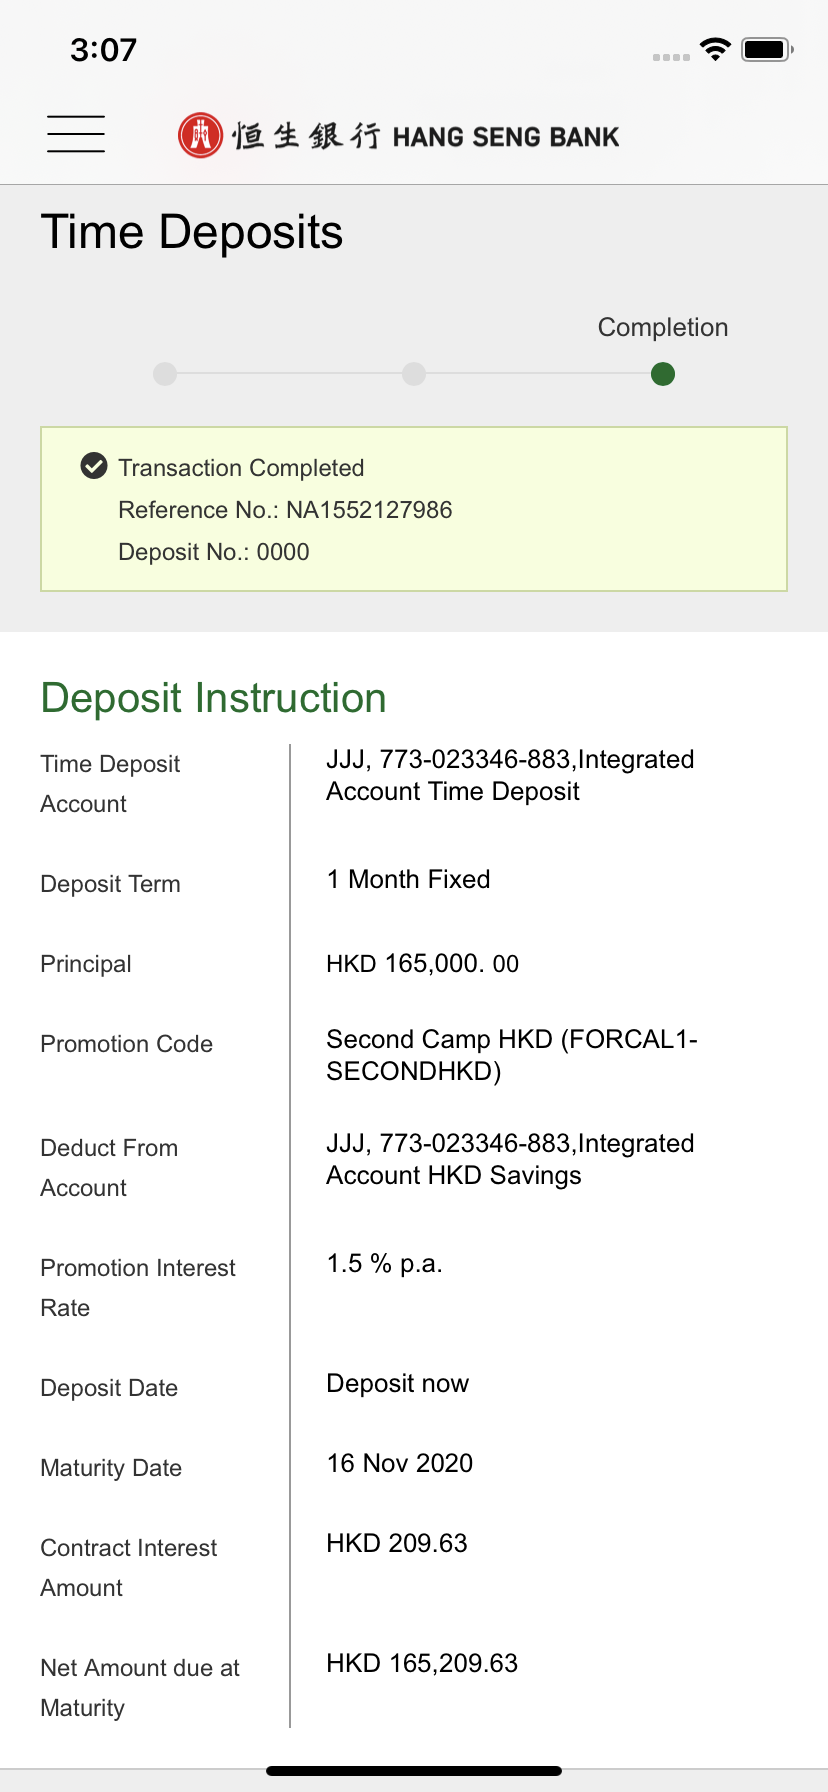 3:07
恒生銀行 HANG SENG BANK
Time Deposits
Completion
Transaction Completed
Reference No.: NA1552127986
Deposit No.: 0000
Deposit Instruction
Time Deposit
Account
JJJ, 773-023346-883,Integrated
Account Time Deposit
Deposit Term
1 Month Fixed
Principal
HKD 165,000. 00
Promotion Code
Second Camp HKD (FORCAL1-
SECONDHKD)
Deduct From
Account
JJJ, 773-023346-883,Integrated
Account HKD Savings
Promotion Interest
Rate
1.5 % p.a.
Deposit Date
Deposit now
Maturity Date
16 Nov 2020
Contract Interest
Amount
HKD 209.63
Net Amount due at
Maturity
HKD 165,209.63